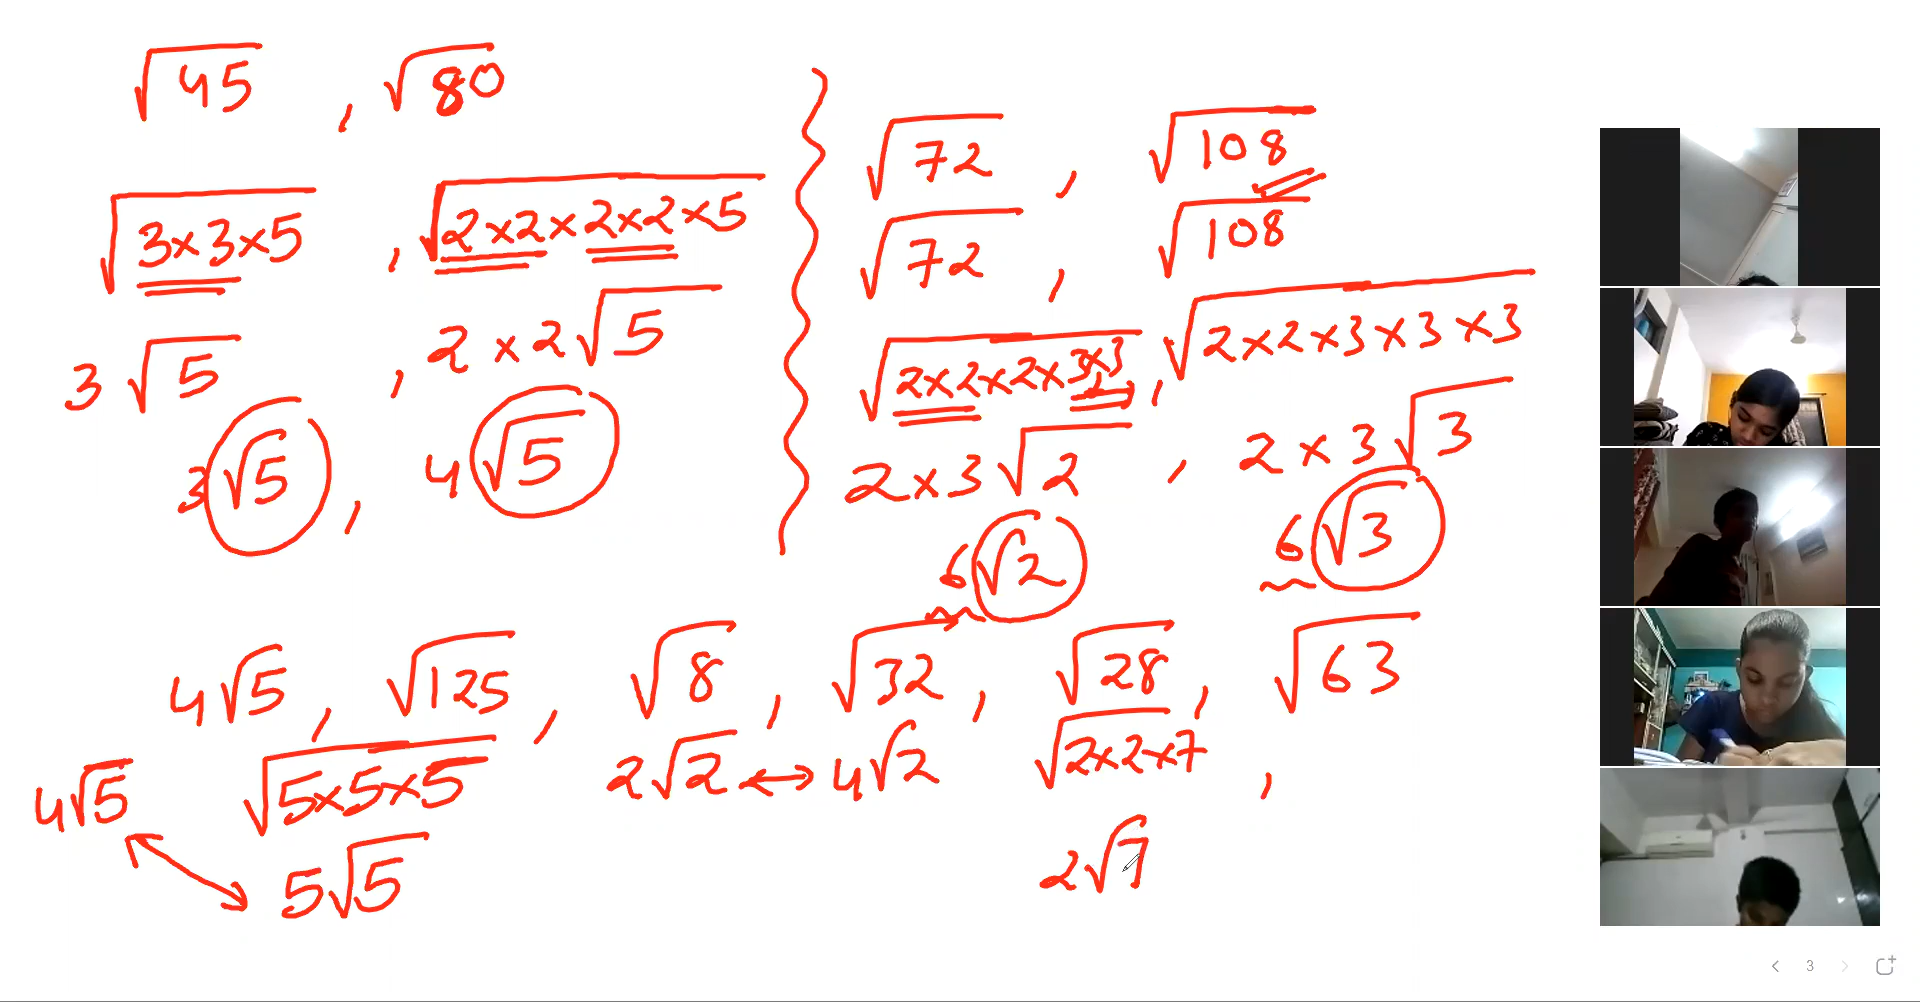 √45 , √80
√3×3×5 , √2×2×2×2×5
3√5 , 2×2√5
3√5 , 4√5
√72 , √108
√72 , √108
√2×2×2×3×3 , √2×2×3×3×3
2×3√2 , 2×3√3
6√2 6√3
4√5 , √125 , √8 , √32 , √28 , √63
4√5 √5×5×5 2√2 ↔ 4√2 √2×2×7 ,
5√5 2√7
3